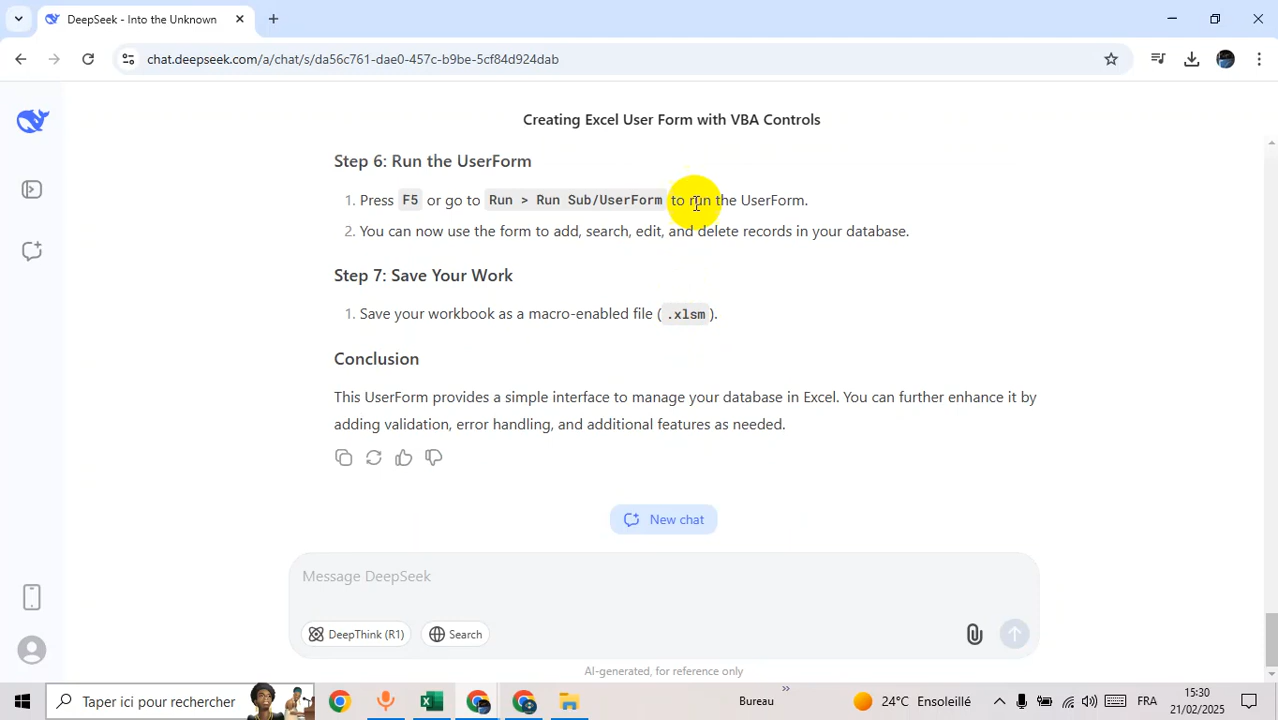 DeepSeek - Into the Unknown
chat.deepseek.com/a/chat/s/da56c761-dae0-457c-b9be-5cf84d924dab
Creating Excel User Form with VBA Controls
Step 6: Run the UserForm
1. Press F5 or go to Run > Run Sub/UserForm to run the UserForm.
2. You can now use the form to add, search, edit, and delete records in your database.
Step 7: Save Your Work
1. Save your workbook as a macro-enabled file (.xlsm).
Conclusion
This UserForm provides a simple interface to manage your database in Excel. You can further enhance it by
adding validation, error handling, and additional features as needed.
New chat
Message DeepSeek
DeepThink (R1)
Search
AI-generated, for reference only
Taper ici pour rechercher
Bureau
»
24°C Ensoleillé
FRA
15:30
21/02/2025